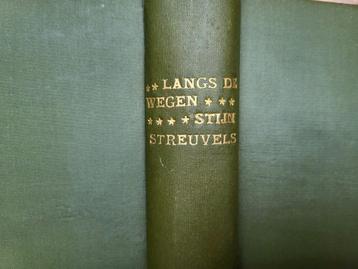 ** LANGS DE
WEGEN ***
**** STIJN
STREUVELS